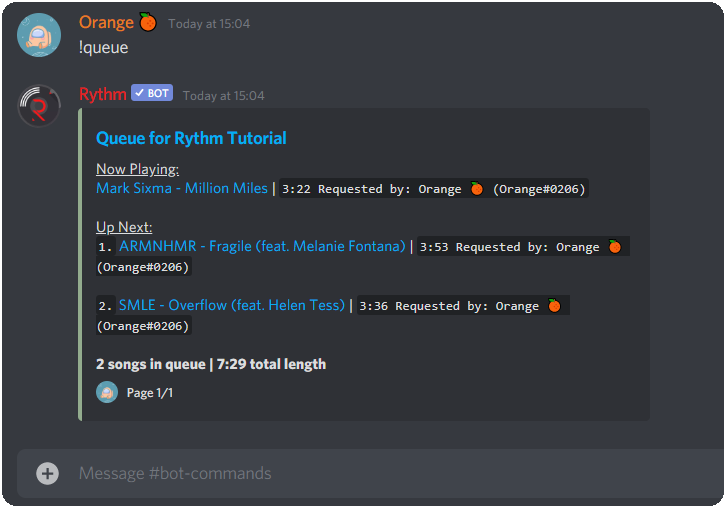 Orange 🍊 Today at 15:04
!queue
Rythm ✓ BOT Today at 15:04
Queue for Rythm Tutorial
Now Playing:
Mark Sixma - Million Miles | 3:22 Requested by: Orange 🍊 (Orange#0206)
Up Next:
1. ARMNHMR - Fragile (feat. Melanie Fontana) | 3:53 Requested by: Orange 🍊
(Orange#0206)
2. SMLE - Overflow (feat. Helen Tess) | 3:36 Requested by: Orange 🍊
(Orange#0206)
2 songs in queue | 7:29 total length
Page 1/1
Message #bot-commands